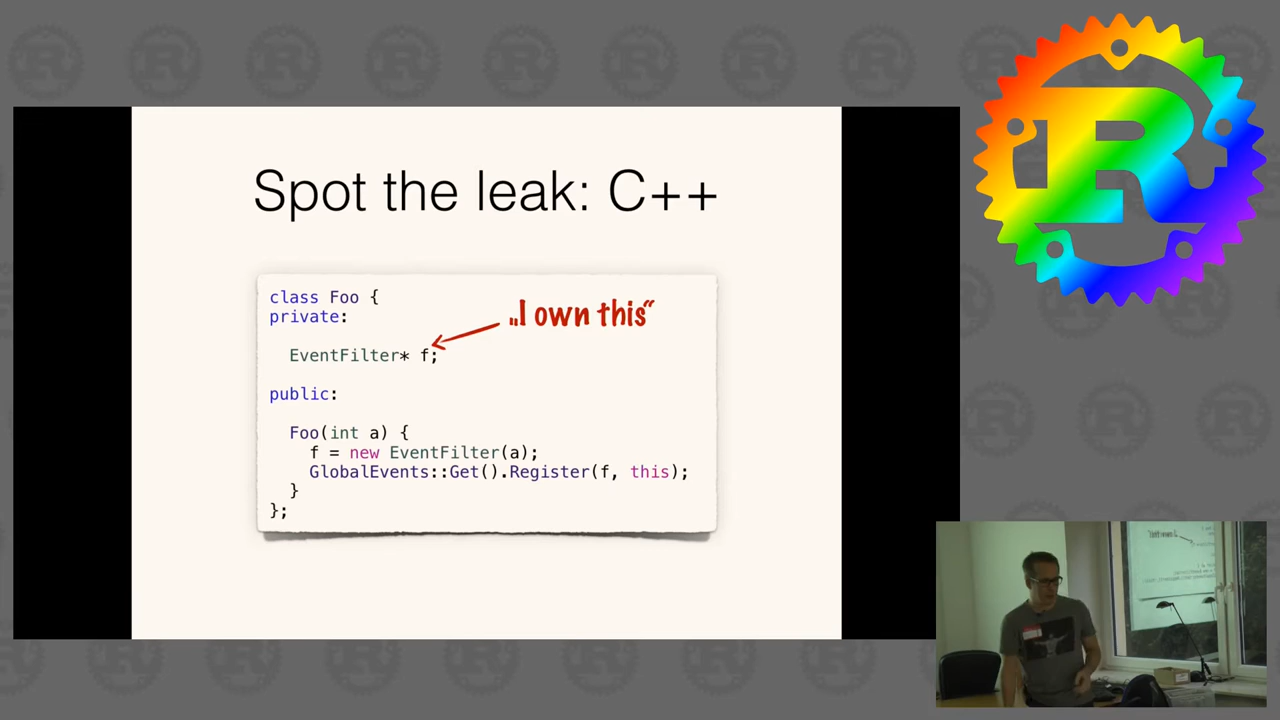 Spot the leak: C++
class Foo {
private:
„I own this“
EventFilter* f;
public:
Foo(int a) {
f = new EventFilter(a);
GlobalEvents::Get().Register(f, this);
}
};
R